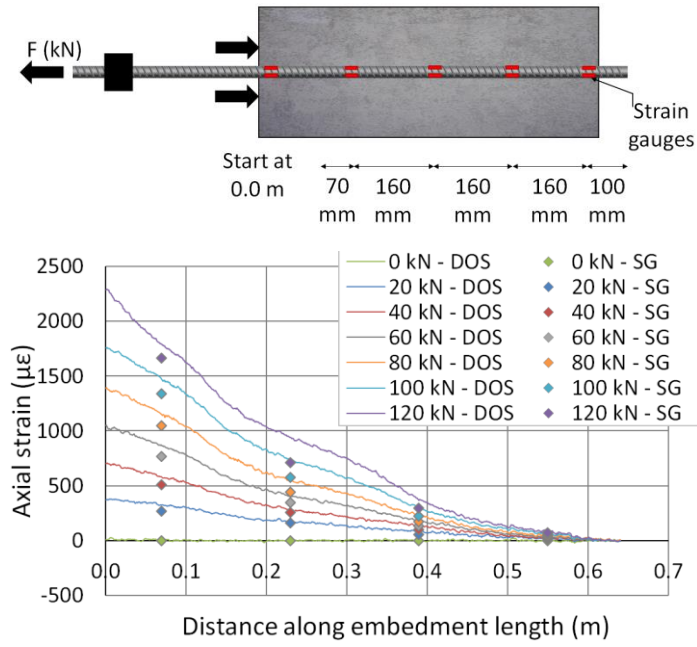 F (kN)
Strain
gauges
Start at
0.0 m
70 160 160 160 100
mm mm mm mm mm
2500
2000
1500
1000
500
0
-500
0.0 0.1 0.2 0.3 0.4 0.5 0.6 0.7
Axial strain (με)
Distance along embedment length (m)
0 kN - DOS 0 kN - SG
20 kN - DOS 20 kN - SG
40 kN - DOS 40 kN - SG
60 kN - DOS 60 kN - SG
80 kN - DOS 80 kN - SG
100 kN - DOS 100 kN - SG
120 kN - DOS 120 kN - SG